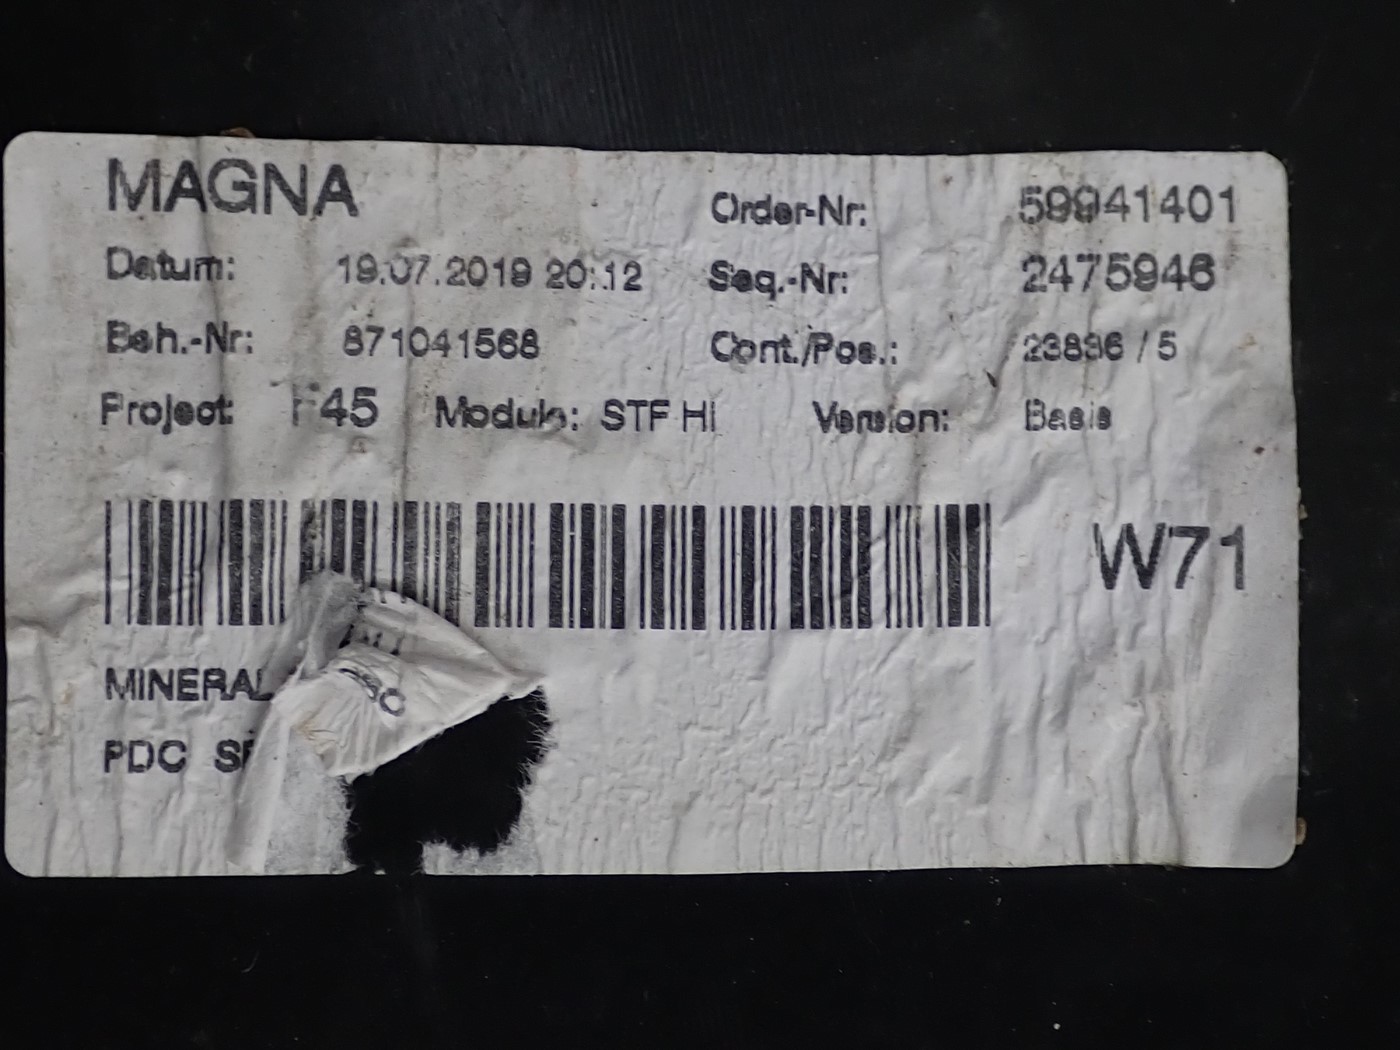 MAGNA
Order-Nr: 59941401
Datum: 19.07.2019 20:12 Seq.-Nr: 2475946
Beh.-Nr: 871041568 Cont./Pos.: 23836 / 5
Project: F45 Modul: STF HI Version: Basis
W71
MINERAL
PDC